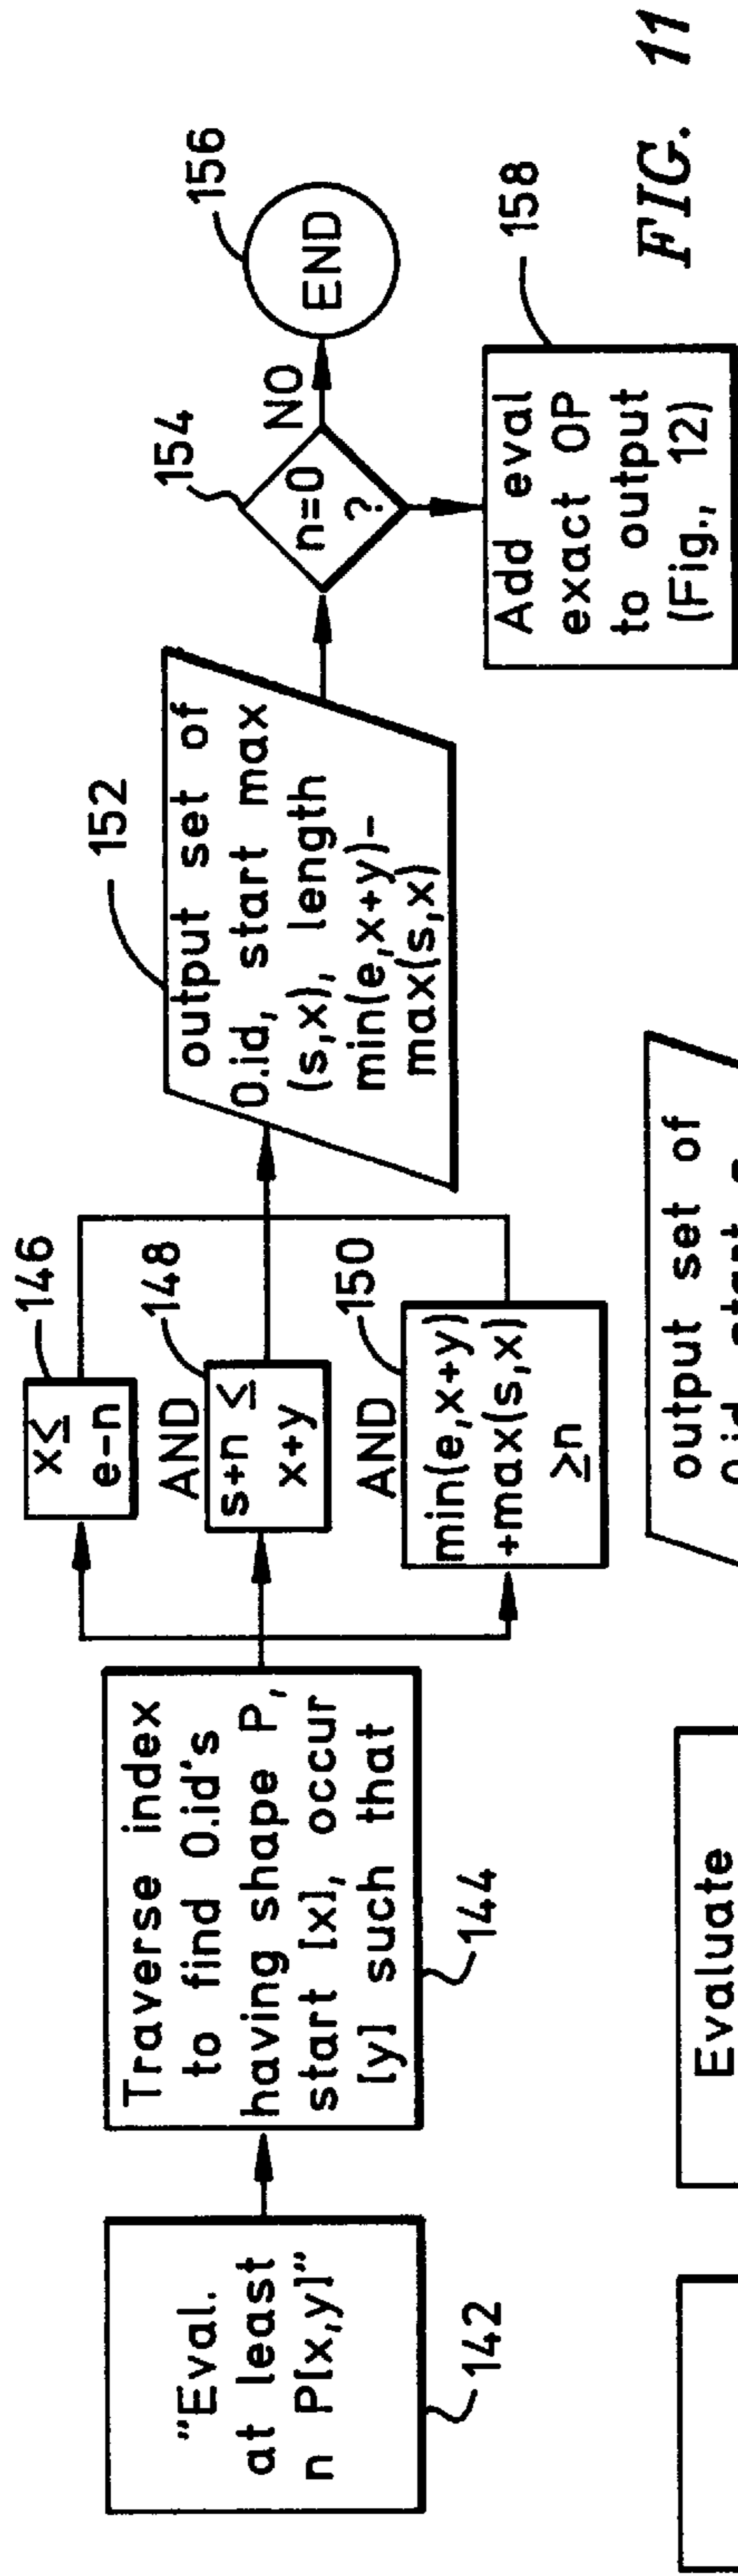 "Eval.
at least
n P[x,y]"
142
Traverse index
to find O.id's
having shape P,
start [x], occur
[y] such that
144
x≤
e-n
146
AND
s+n ≤
x+y
148
AND
min(e,x+y)
+max(s,x)
≥n
150
output set of
O.id, start max
(s,x), length
min(e,x+y)-
max(s,x)
152
n=0
?
154
NO
END
156
Add eval
exact OP
to output
(Fig., 12)
158
FIG. 11
Evaluate
output set of